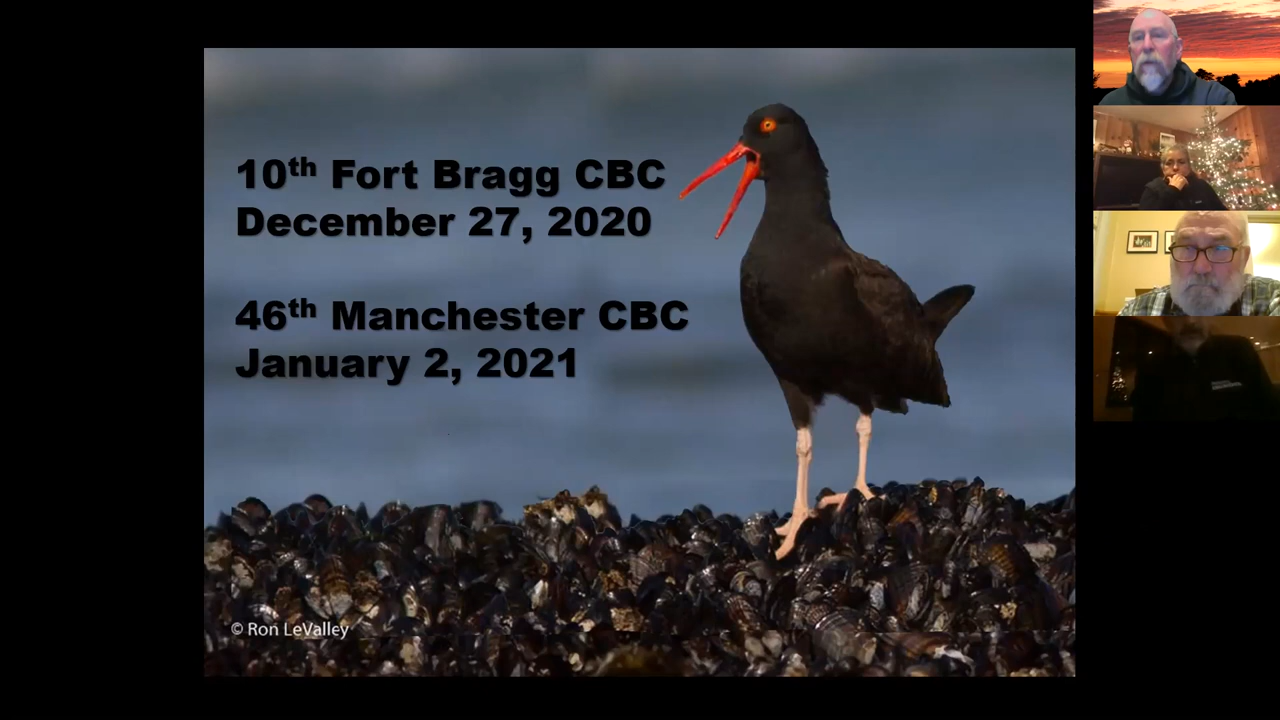 10th Fort Bragg CBC
December 27, 2020
46th Manchester CBC
January 2, 2021
© Ron LeValley